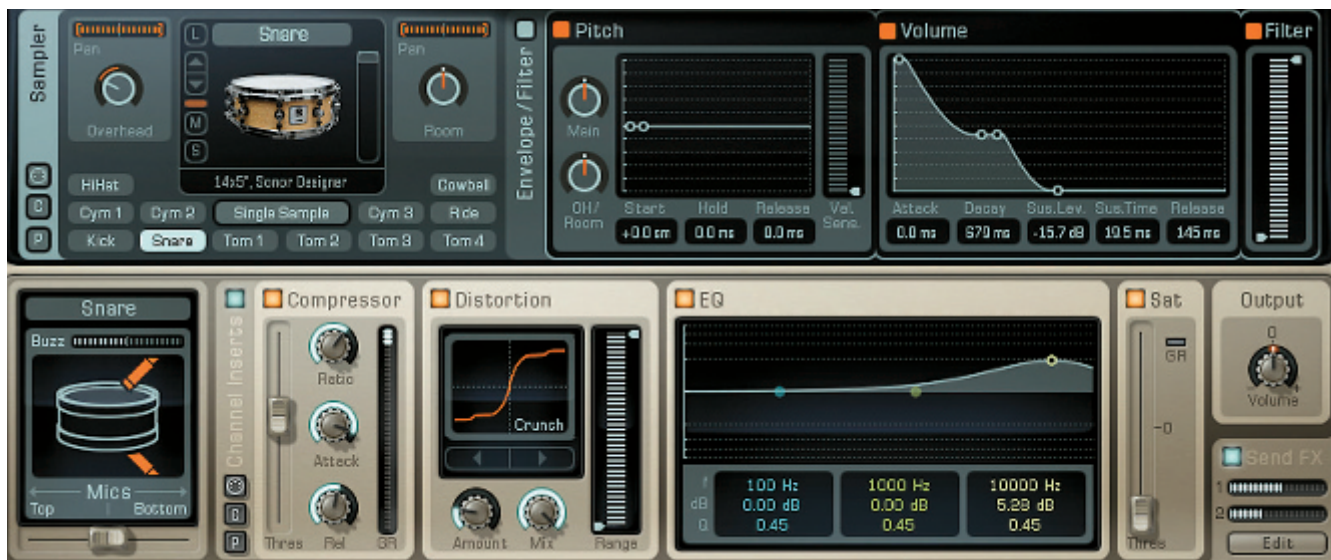 Sampler
Pan
Overhead
L
M
S
Snare
14x5", Sonor Designer
Pan
Room
HiHat
Cowbell
Cym 1 Cym 2 Single Sample Cym 3 Ride
Kick Snare Tom 1 Tom 2 Tom 3 Tom 4
C
P
Envelope/Filter
Pitch
Main
OH/
Room
Start Hold Release Vel.
Sens.
+0.0 sm 0.0 ms 0.0 ms
Volume
Attack Decay Sus.Lev. Sus.Time Release
0.0 ms 679 ms -15.7 dB 19.5 ms 145 ms
Filter
Snare
Buzz
Mics
Top Bottom
Channel Inserts
C
P
Compressor
Ratio
Attack
Thres Rel GR
Distortion
Crunch
Amount Mix Range
EQ
f 100 Hz 1000 Hz 10000 Hz
dB 0.00 dB 0.00 dB 5.28 dB
Q 0.45 0.45 0.45
Sat
GR
-0
Thres
Output
0
Volume
Send FX
1
2
Edit